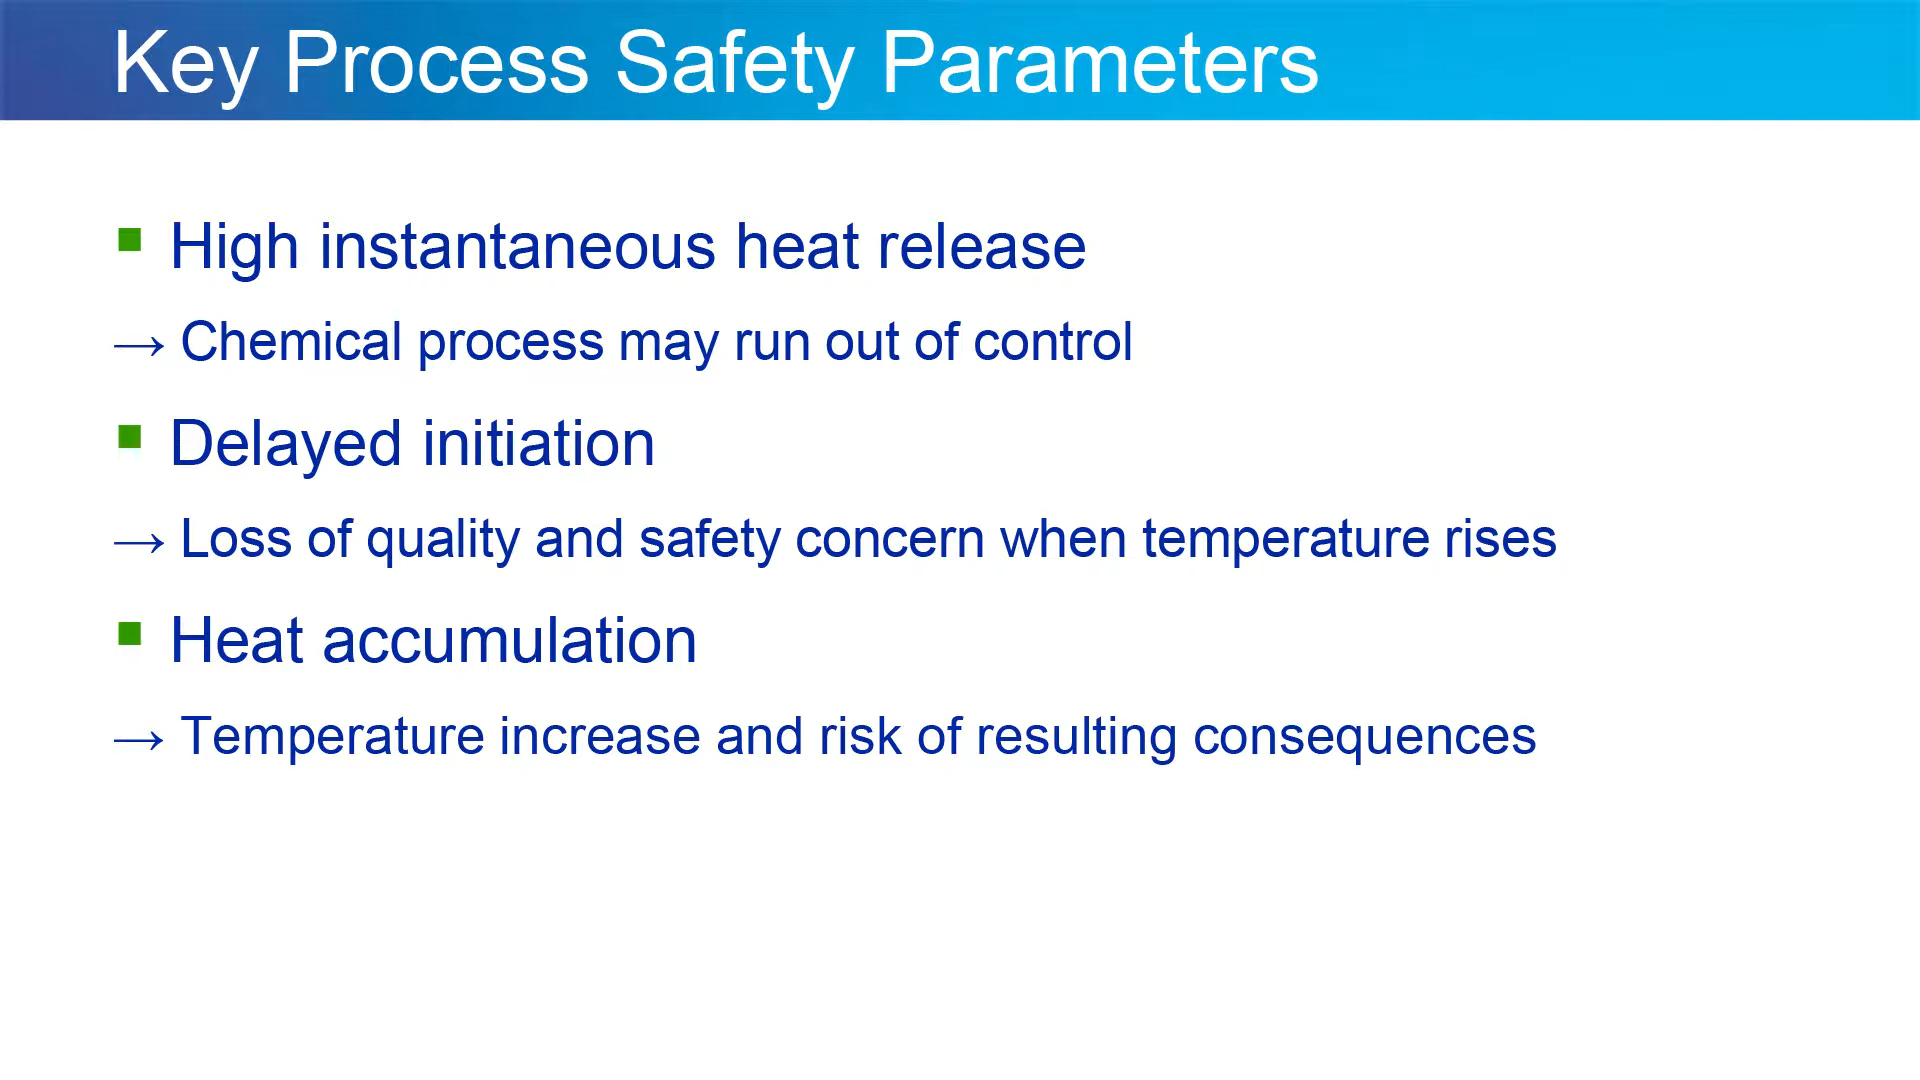 Key Process Safety Parameters
▪ High instantaneous heat release
→ Chemical process may run out of control
▪ Delayed initiation
→ Loss of quality and safety concern when temperature rises
▪ Heat accumulation
→ Temperature increase and risk of resulting consequences